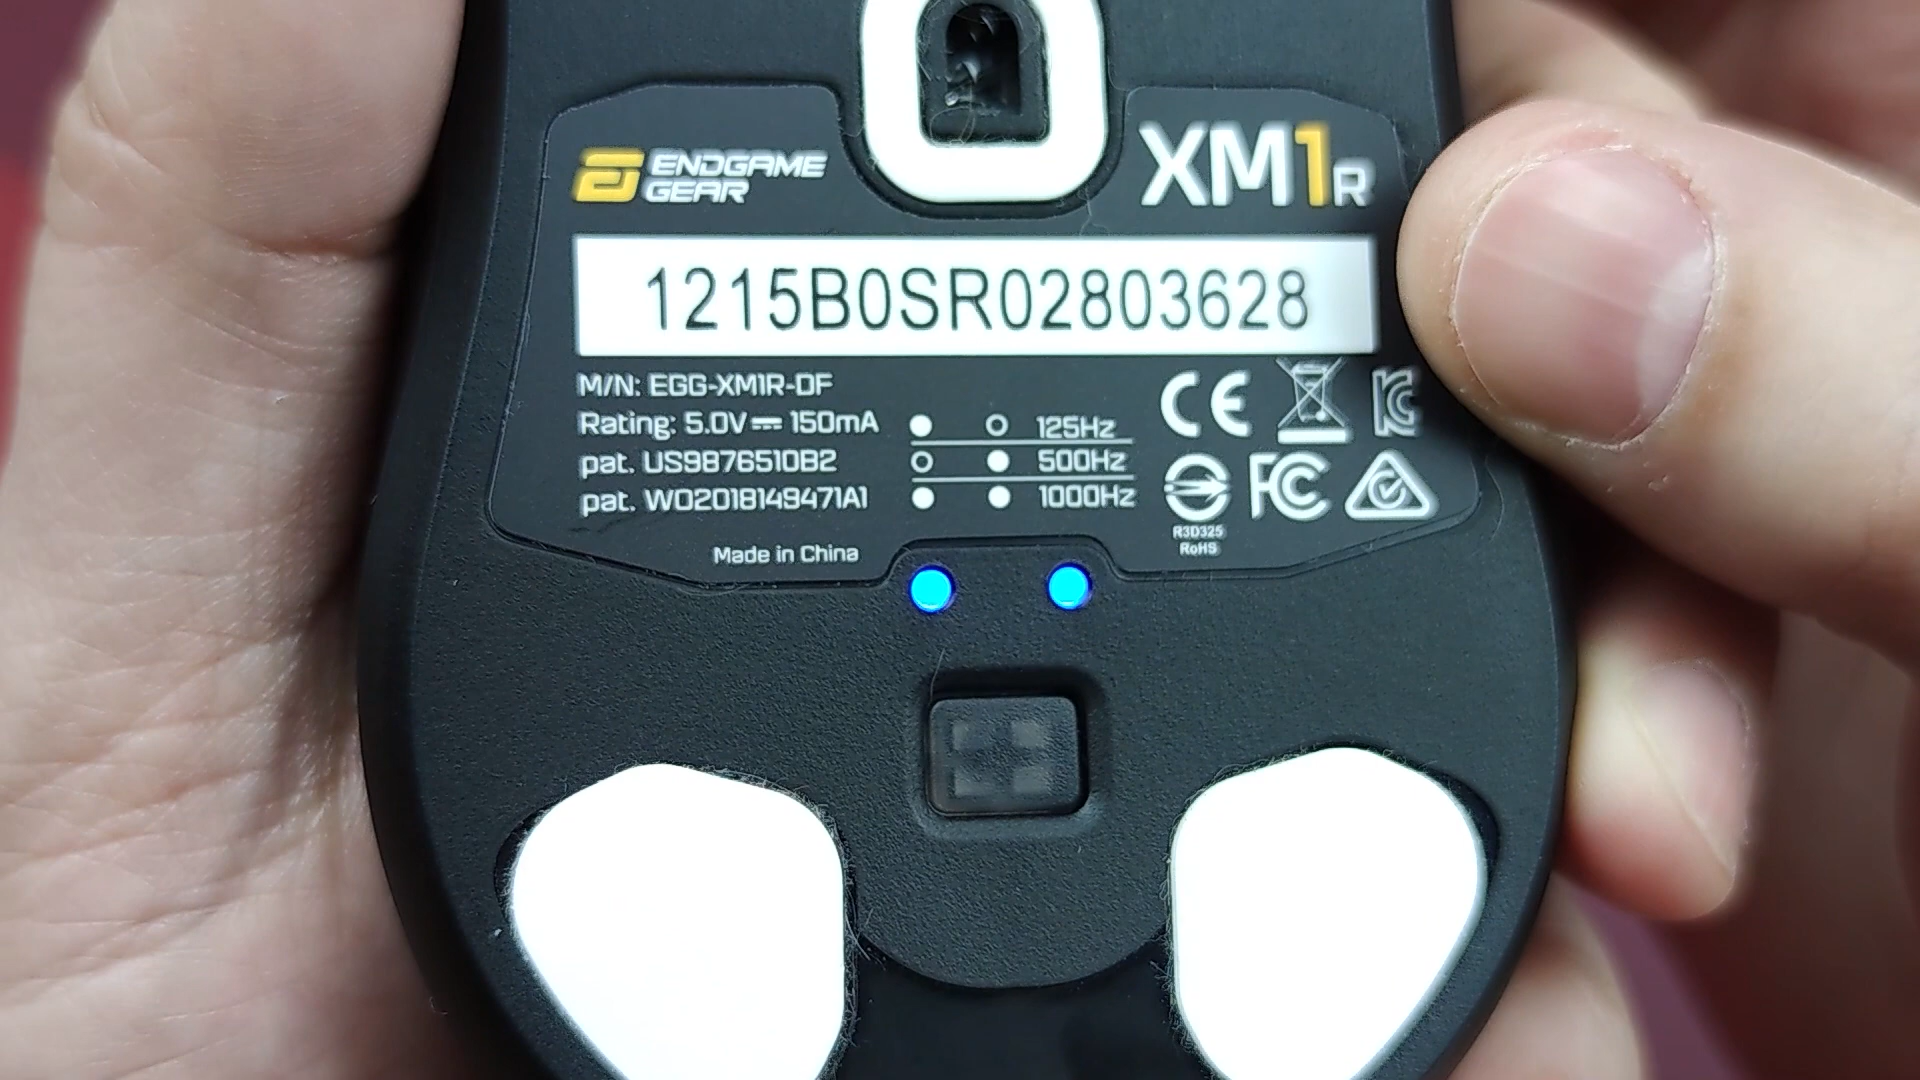 ENDGAME
GEAR
XM1R
1215B0SR02803628
M/N: EGG-XM1R-DF
Rating: 5.0V⎓150mA
pat. US9876510B2
pat. WO2018149471A1
125Hz
500Hz
1000Hz
CE
FC
R3D325
RoHS
Made in China